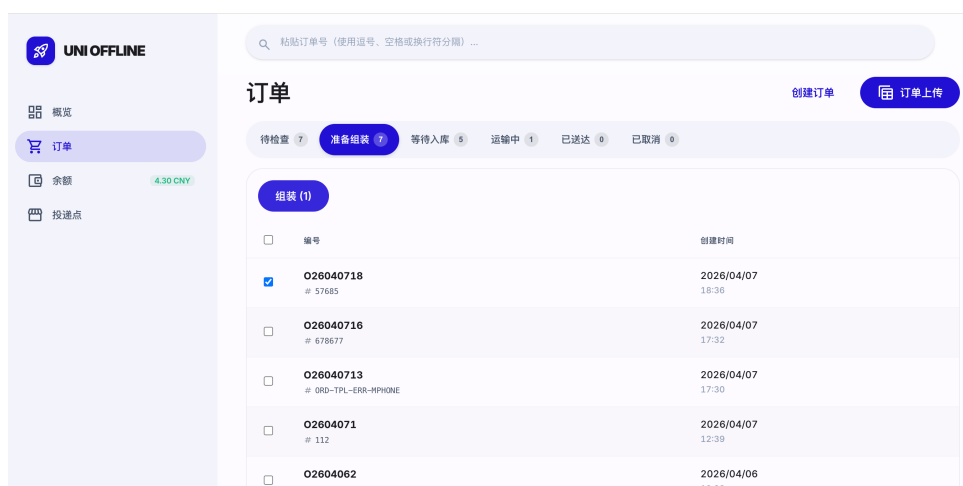 UNI OFFLINE
概览
订单
余额 4.30 CNY
投递点
粘贴订单号（使用逗号、空格或换行符分隔）...
订单
创建订单
订单上传
待检查 7 准备组装 7 等待入库 5 运输中 1 已送达 0 已取消 0
组装 (1)
编号 创建时间
O26040718 2026/04/07
# 57685 18:36
O26040716 2026/04/07
# 678677 17:32
O26040713 2026/04/07
# ORD-TPL-ERR-MPHONE 17:30
O2604071 2026/04/07
# 112 12:39
O2604062 2026/04/06